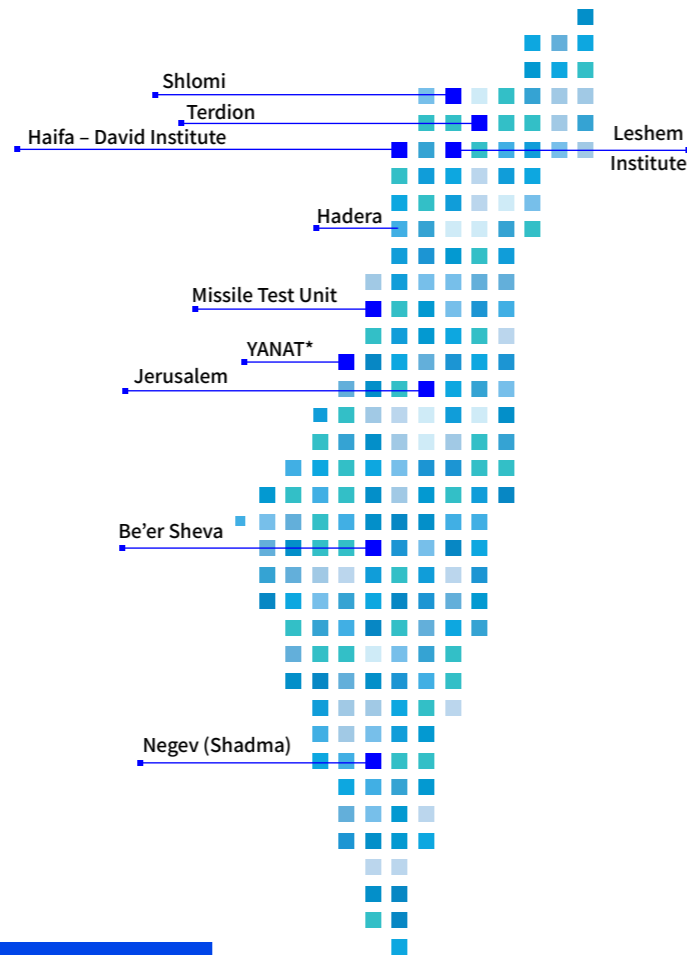 Shlomi
Terdion
Haifa – David Institute
Leshem
Institute
Hadera
Missile Test Unit
YANAT*
Jerusalem
Be’er Sheva
Negev (Shadma)